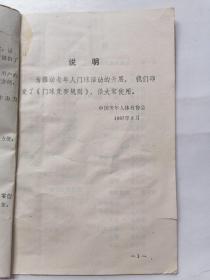 说明
为推动老年人门球活动的开展，我们印
发了《门球竞赛规则》，供大家使用。
中国老年人体育协会
1987年2月
—1—